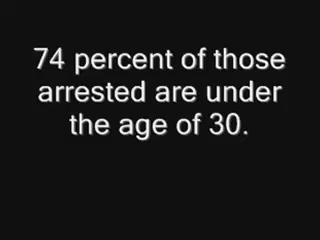 74 percent of those
arrested are under
the age of 30.